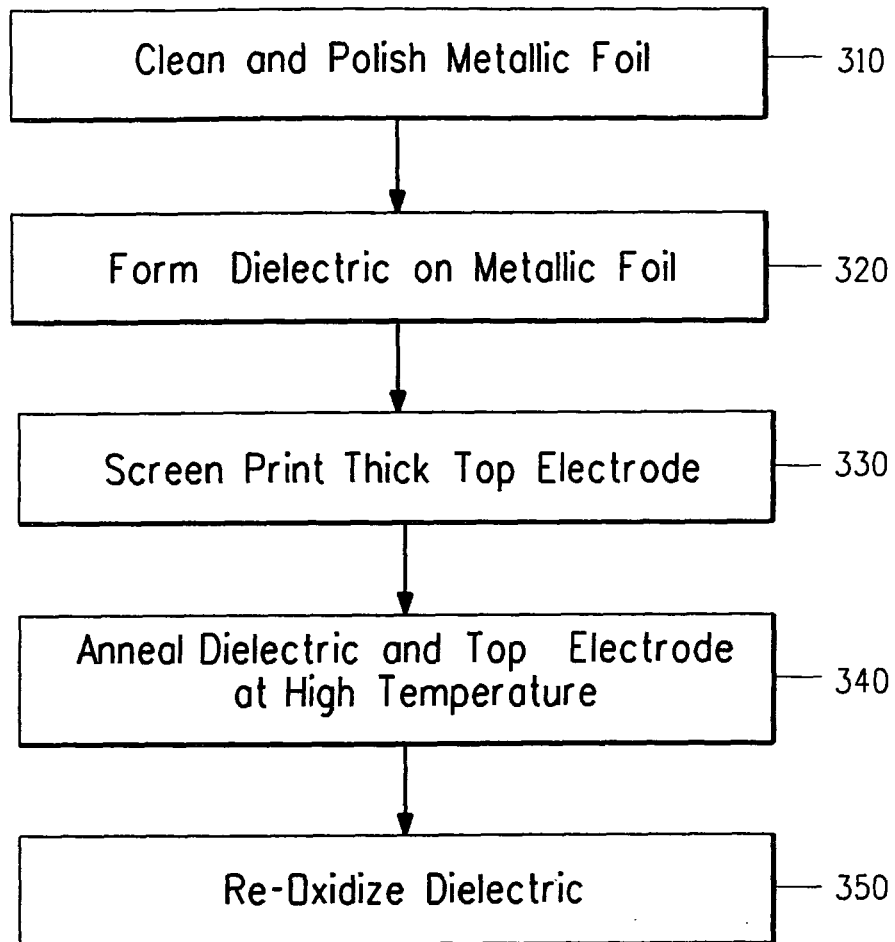 Clean and Polish Metallic Foil 310
Form Dielectric on Metallic Foil 320
Screen Print Thick Top Electrode 330
Anneal Dielectric and Top Electrode
at High Temperature 340
Re-Oxidize Dielectric 350